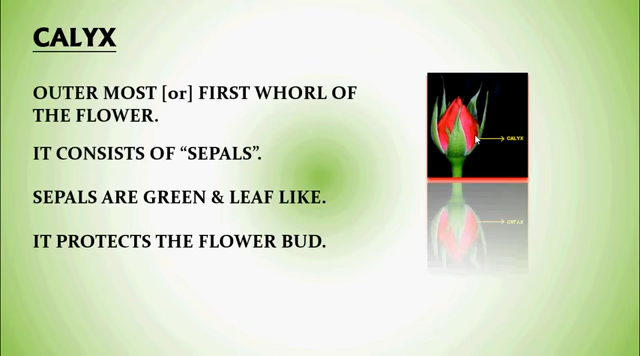 CALYX
OUTER MOST [or] FIRST WHORL OF
THE FLOWER.
IT CONSISTS OF “SEPALS”.
SEPALS ARE GREEN & LEAF LIKE.
IT PROTECTS THE FLOWER BUD.
CALYX